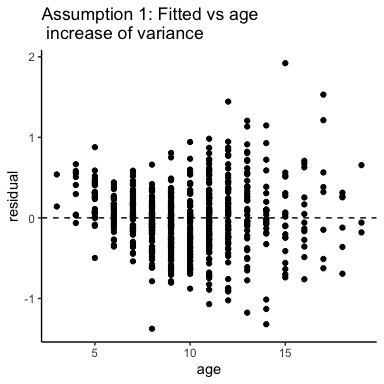 Assumption 1: Fitted vs age
increase of variance
2
1
0
-1
residual
5
10
15
age